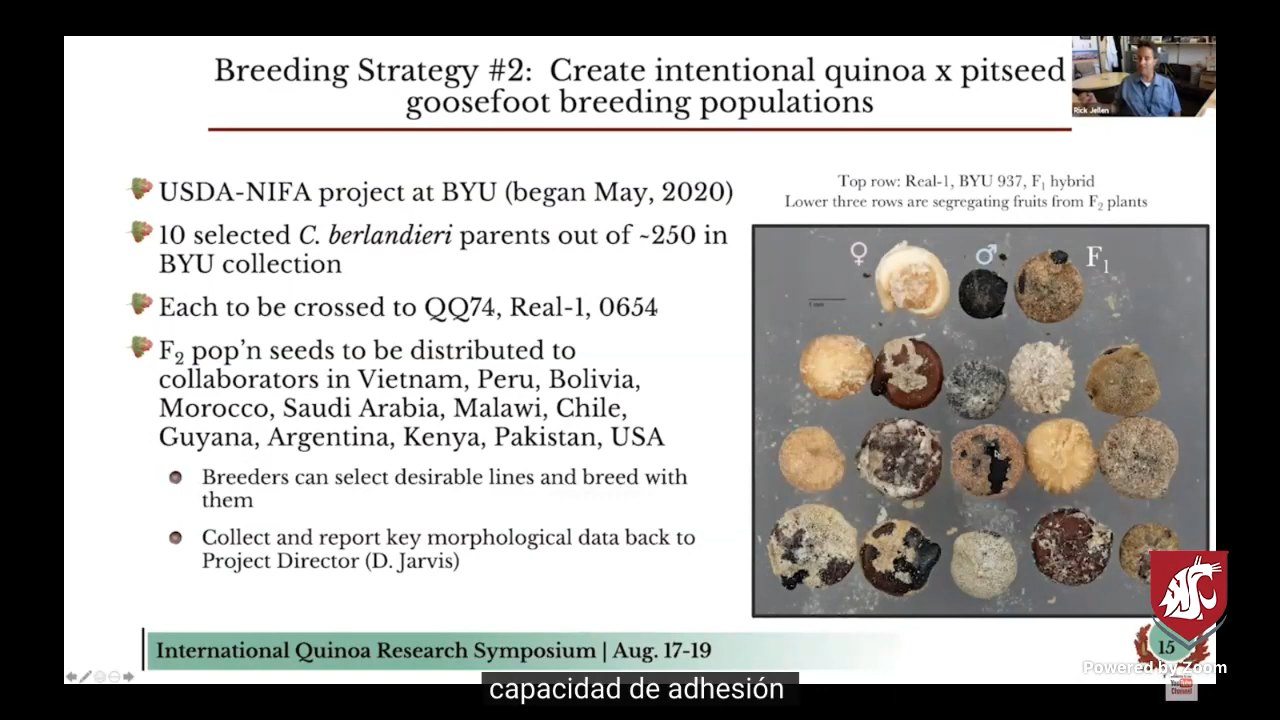 Breeding Strategy #2: Create intentional quinoa x pitseed
goosefoot breeding populations
Rick Jellen
USDA-NIFA project at BYU (began May, 2020)
10 selected C. berlandieri parents out of ~250 in
BYU collection
Each to be crossed to QQ74, Real-1, 0654
F₂ pop'n seeds to be distributed to
collaborators in Vietnam, Peru, Bolivia,
Morocco, Saudi Arabia, Malawi, Chile,
Guyana, Argentina, Kenya, Pakistan, USA
Breeders can select desirable lines and breed with
them
Collect and report key morphological data back to
Project Director (D. Jarvis)
Top row: Real-1, BYU 937, F₁ hybrid
Lower three rows are segregating fruits from F₂ plants
♀ ♂ F₁
1 mm
International Quinoa Research Symposium | Aug. 17-19
15
Powered by Zoom
YouTube
Channel
capacidad de adhesión